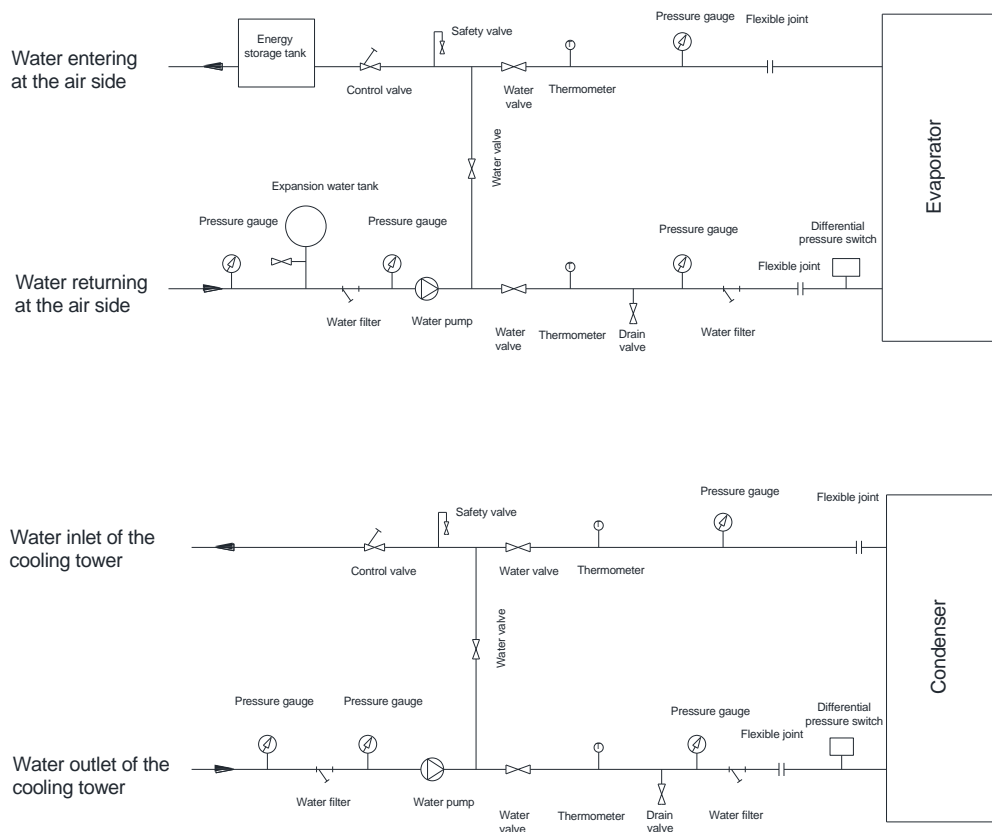 Pressure gauge
Flexible joint
Safety valve
Energy
storage tank
Water entering
at the air side
Control valve
Water
valve
Thermometer
Water valve
Evaporator
Expansion water tank
Pressure gauge
Pressure gauge
Pressure gauge
Differential
pressure switch
Flexible joint
Water returning
at the air side
Water filter
Water pump
Water
valve
Thermometer
Drain
valve
Water filter
Pressure gauge
Flexible joint
Safety valve
Water inlet of the
cooling tower
Control valve
Water valve
Thermometer
Water valve
Condenser
Pressure gauge
Pressure gauge
Pressure gauge
Differential
pressure switch
Flexible joint
Water outlet of the
cooling tower
Water filter
Water pump
Water
valve
Thermometer
Drain
valve
Water filter